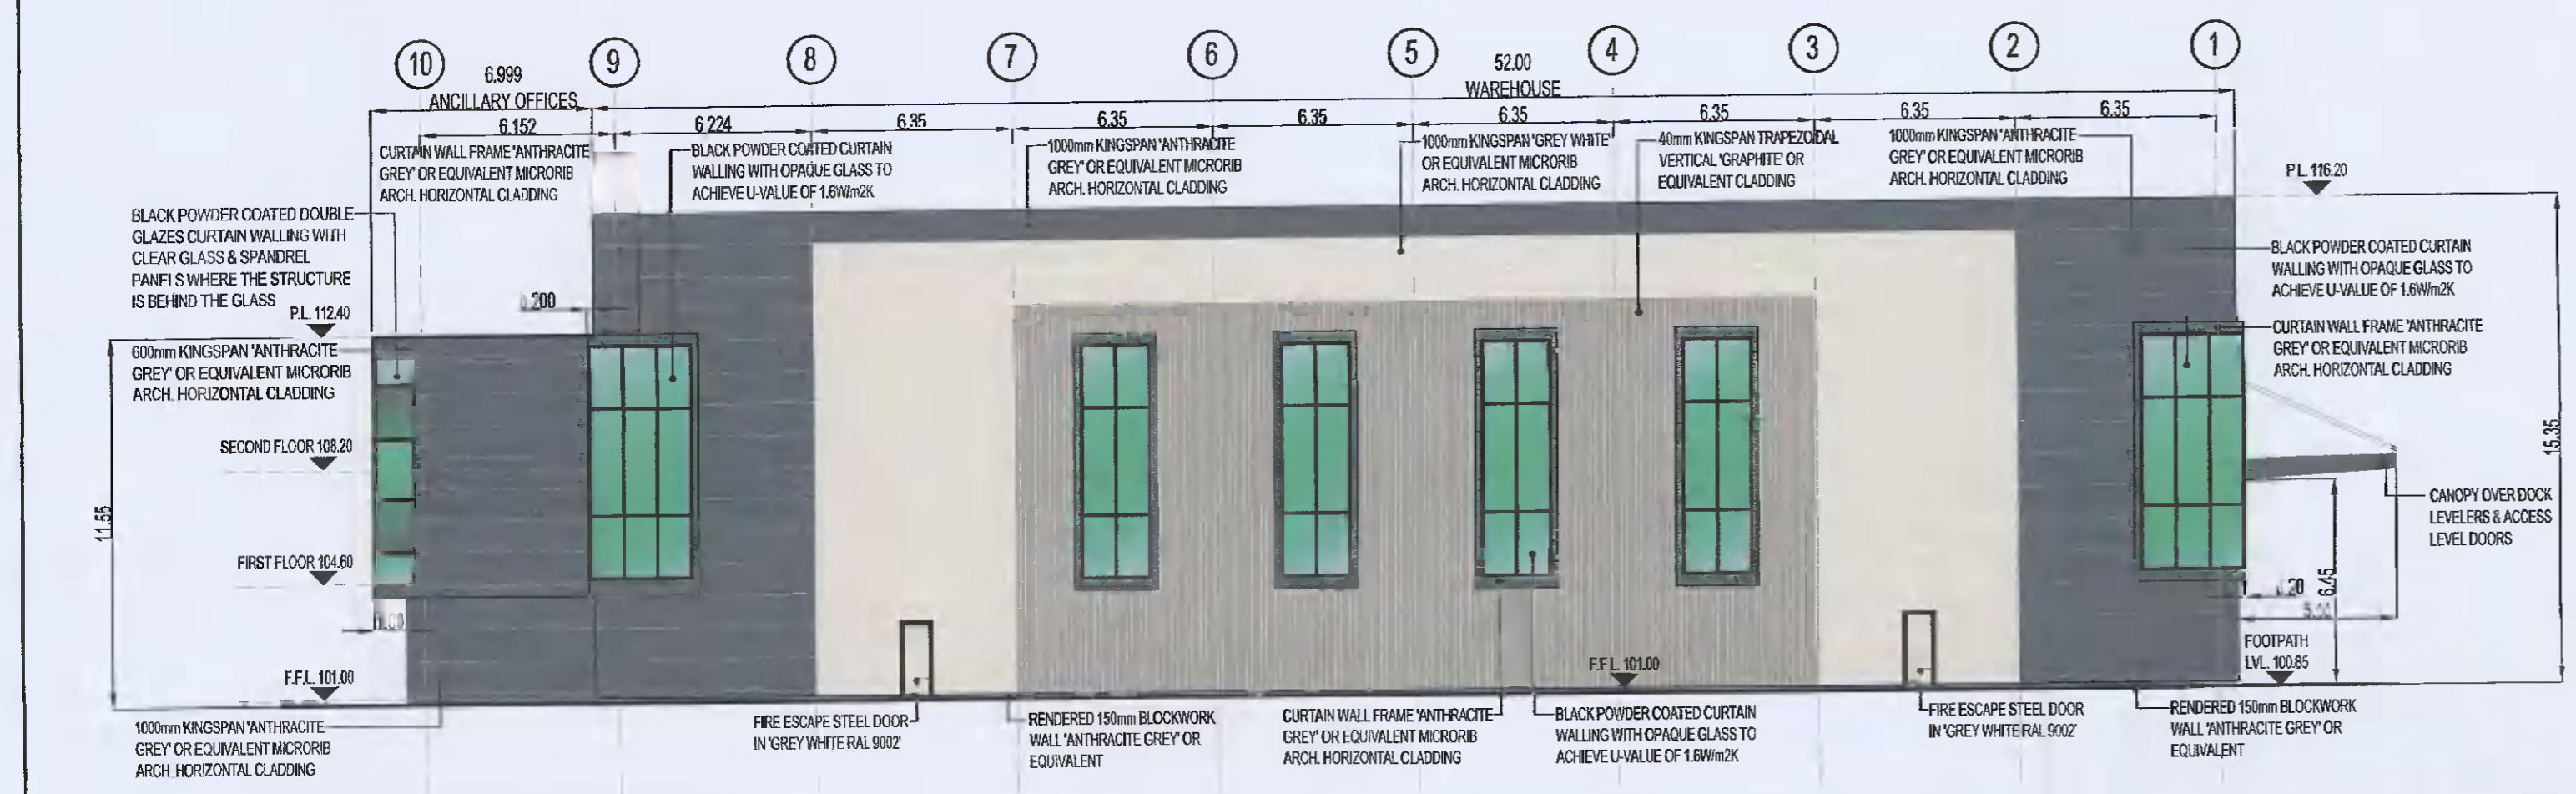 10
9
8
7
6
5
4
3
2
1
6.999
ANCILLARY OFFICES
52.00
WAREHOUSE
6.152
6.224
6.35
6.35
6.35
6.35
6.35
6.35
6.35
CURTAIN WALL FRAME 'ANTHRACITE
GREY' OR EQUIVALENT MICRORIB
ARCH. HORIZONTAL CLADDING
BLACK POWDER COATED CURTAIN
WALLING WITH OPAQUE GLASS TO
ACHIEVE U-VALUE OF 1.6W/m2K
1000mm KINGSPAN 'ANTHRACITE
GREY' OR EQUIVALENT MICRORIB
ARCH. HORIZONTAL CLADDING
1000mm KINGSPAN 'GREY WHITE'
OR EQUIVALENT MICRORIB
ARCH. HORIZONTAL CLADDING
40mm KINGSPAN TRAPEZOIDAL
VERTICAL 'GRAPHITE' OR
EQUIVALENT CLADDING
1000mm KINGSPAN 'ANTHRACITE
GREY' OR EQUIVALENT MICRORIB
ARCH. HORIZONTAL CLADDING
P.L. 116.20
BLACK POWDER COATED DOUBLE
GLAZES CURTAIN WALLING WITH
CLEAR GLASS & SPANDREL
PANELS WHERE THE STRUCTURE
IS BEHIND THE GLASS
P.L. 112.40
0.200
600mm KINGSPAN 'ANTHRACITE
GREY' OR EQUIVALENT MICRORIB
ARCH. HORIZONTAL CLADDING
SECOND FLOOR 108.20
FIRST FLOOR 104.60
11.55
F.F.L. 101.00
BLACK POWDER COATED CURTAIN
WALLING WITH OPAQUE GLASS TO
ACHIEVE U-VALUE OF 1.6W/m2K
CURTAIN WALL FRAME 'ANTHRACITE
GREY' OR EQUIVALENT MICRORIB
ARCH. HORIZONTAL CLADDING
15.35
CANOPY OVER DOCK
LEVELERS & ACCESS
LEVEL DOORS
6.45
0.20
5.00
FOOTPATH
LVL. 100.85
F.F.L. 101.00
1000mm KINGSPAN 'ANTHRACITE
GREY' OR EQUIVALENT MICRORIB
ARCH. HORIZONTAL CLADDING
FIRE ESCAPE STEEL DOOR
IN 'GREY WHITE RAL 9002'
RENDERED 150mm BLOCKWORK
WALL 'ANTHRACITE GREY' OR
EQUIVALENT
CURTAIN WALL FRAME 'ANTHRACITE
GREY' OR EQUIVALENT MICRORIB
ARCH. HORIZONTAL CLADDING
BLACK POWDER COATED CURTAIN
WALLING WITH OPAQUE GLASS TO
ACHIEVE U-VALUE OF 1.6W/m2K
FIRE ESCAPE STEEL DOOR
IN 'GREY WHITE RAL 9002'
RENDERED 150mm BLOCKWORK
WALL 'ANTHRACITE GREY' OR
EQUIVALENT